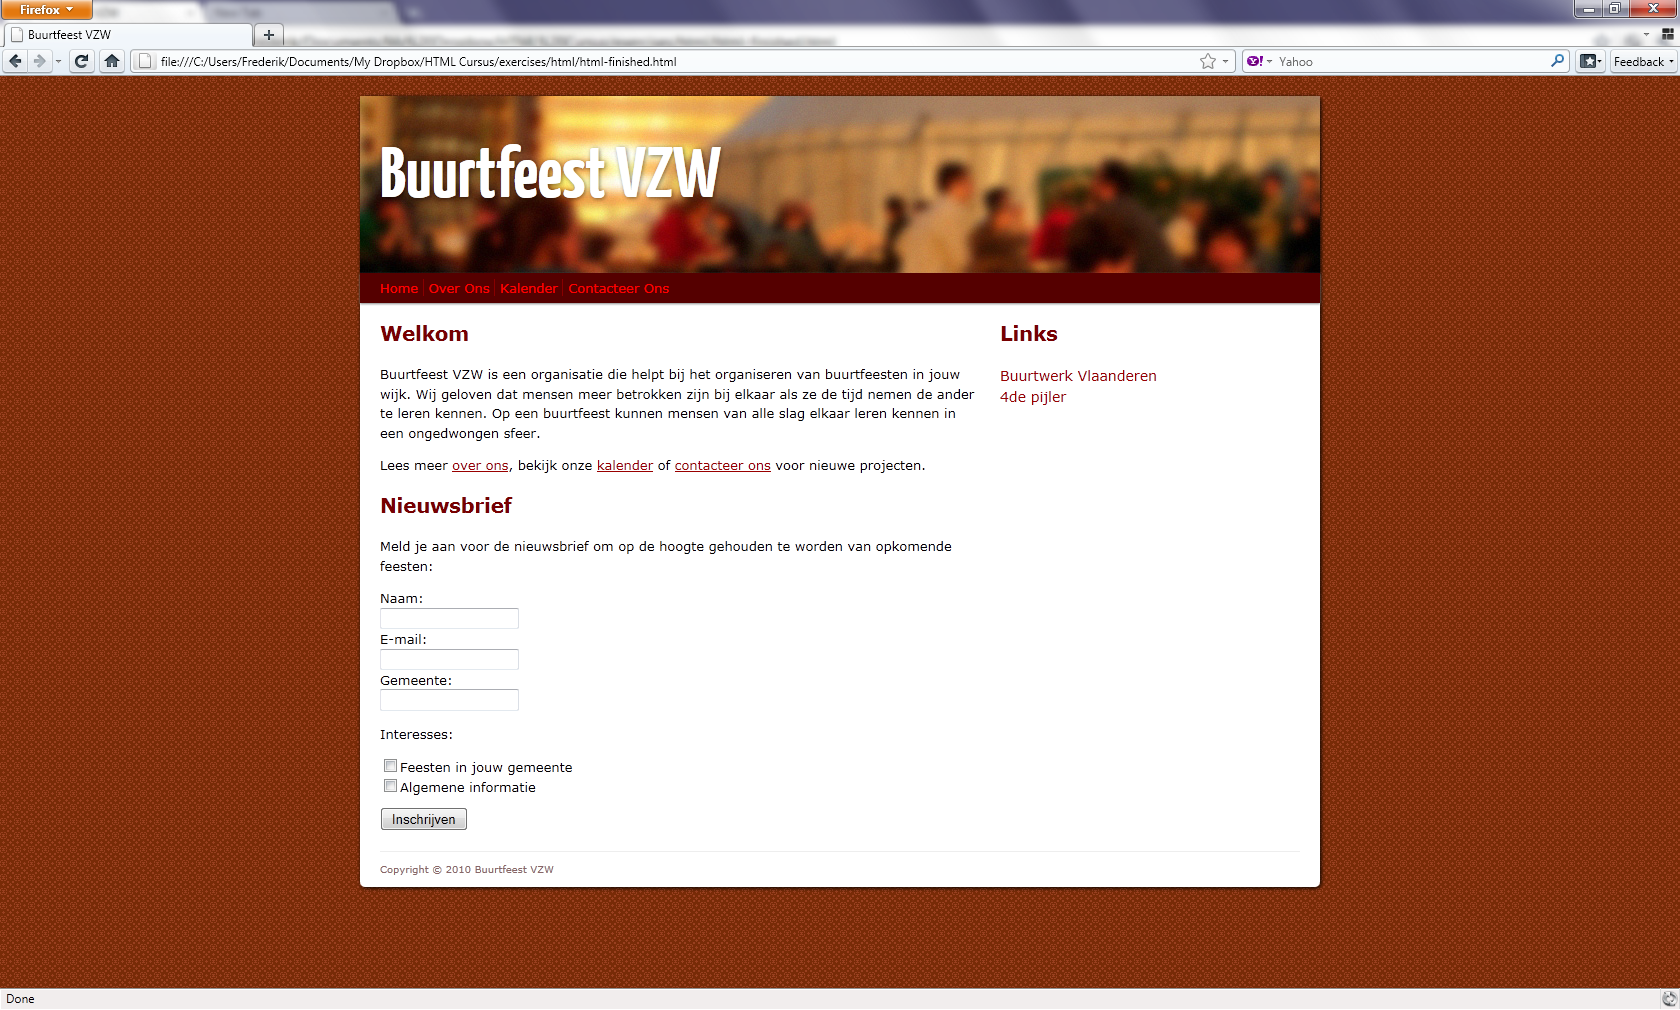 Firefox
Buurtfeest VZW
file:///C:/Users/Frederik/Documents/My Dropbox/HTML Cursus/exercises/html/html-finished.html
Yahoo
Feedback
Buurtfeest VZW
Home Over Ons Kalender Contacteer Ons
Welkom
Buurtfeest VZW is een organisatie die helpt bij het organiseren van buurtfeesten in jouw
wijk. Wij geloven dat mensen meer betrokken zijn bij elkaar als ze de tijd nemen de ander
te leren kennen. Op een buurtfeest kunnen mensen van alle slag elkaar leren kennen in
een ongedwongen sfeer.
Lees meer over ons, bekijk onze kalender of contacteer ons voor nieuwe projecten.
Nieuwsbrief
Meld je aan voor de nieuwsbrief om op de hoogte gehouden te worden van opkomende
feesten:
Naam:
E-mail:
Gemeente:
Interesses:
Feesten in jouw gemeente
Algemene informatie
Inschrijven
Links
Buurtwerk Vlaanderen
4de pijler
Copyright © 2010 Buurtfeest VZW
Done